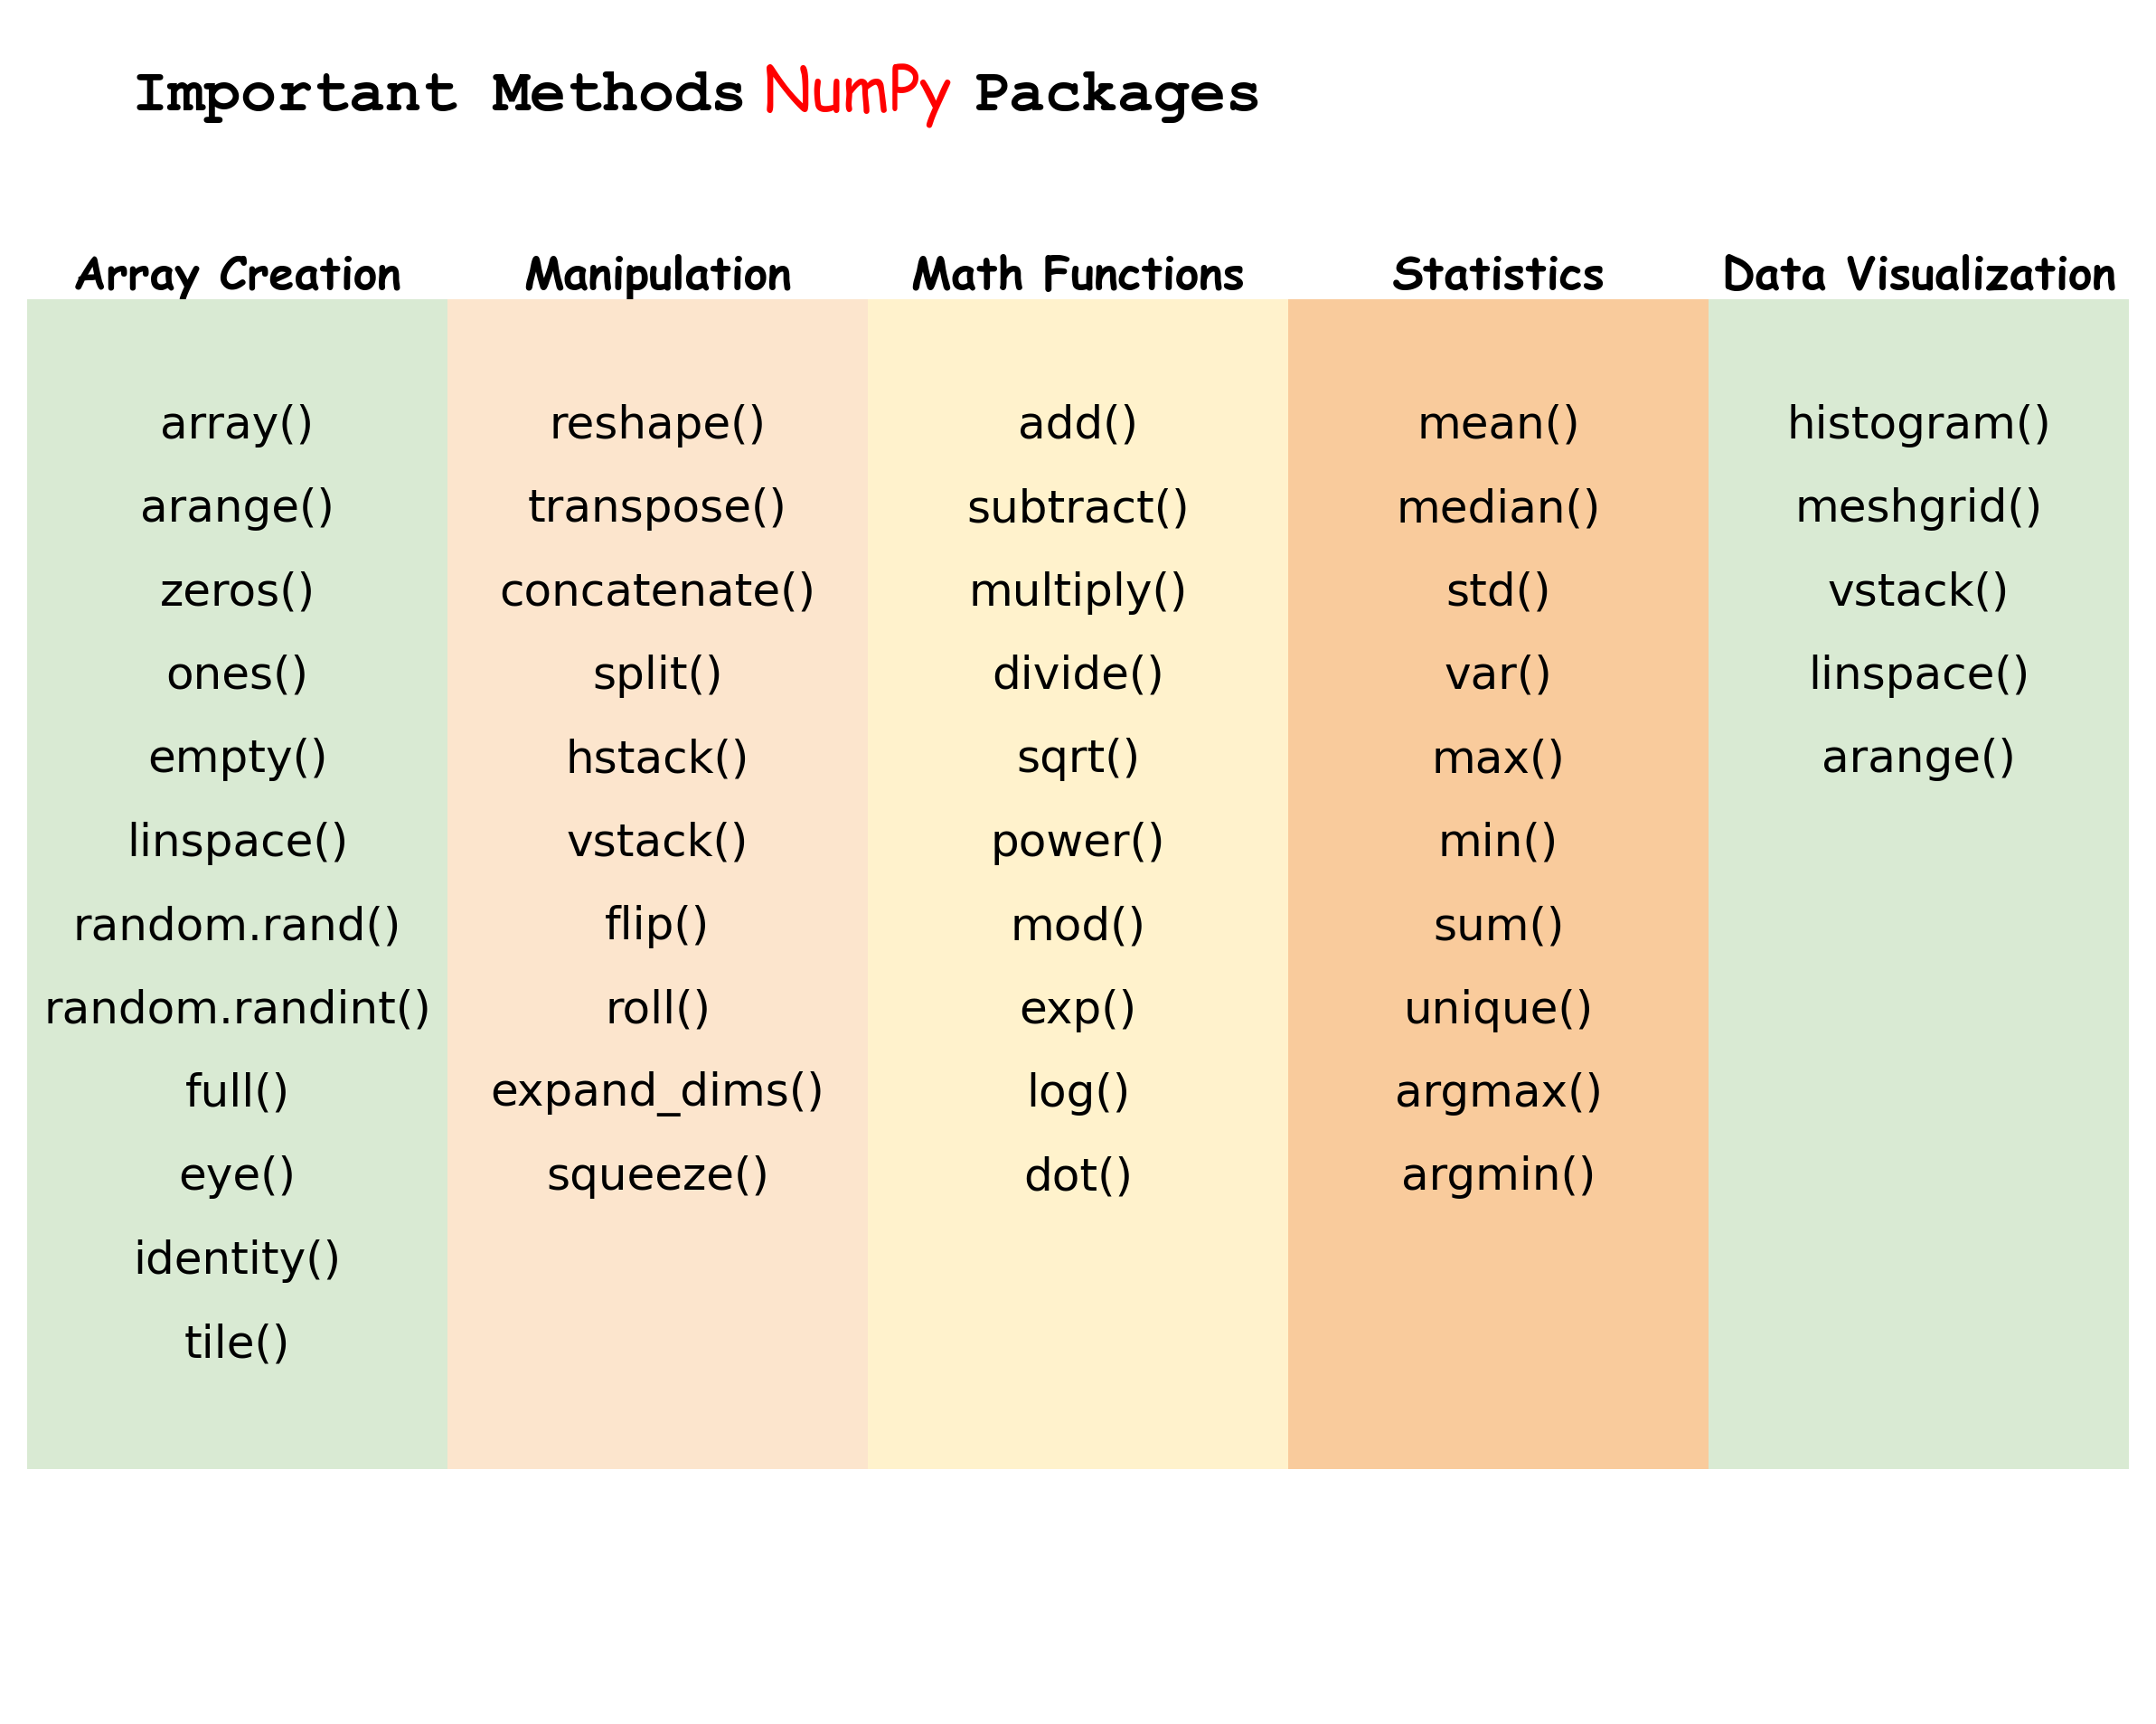 Important Methods NumPy Packages
Array Creation
array()
arange()
zeros()
ones()
empty()
linspace()
random.rand()
random.randint()
full()
eye()
identity()
tile()
Manipulation
reshape()
transpose()
concatenate()
split()
hstack()
vstack()
flip()
roll()
expand_dims()
squeeze()
Math Functions
add()
subtract()
multiply()
divide()
sqrt()
power()
mod()
exp()
log()
dot()
Statistics
mean()
median()
std()
var()
max()
min()
sum()
unique()
argmax()
argmin()
Data Visualization
histogram()
meshgrid()
vstack()
linspace()
arange()